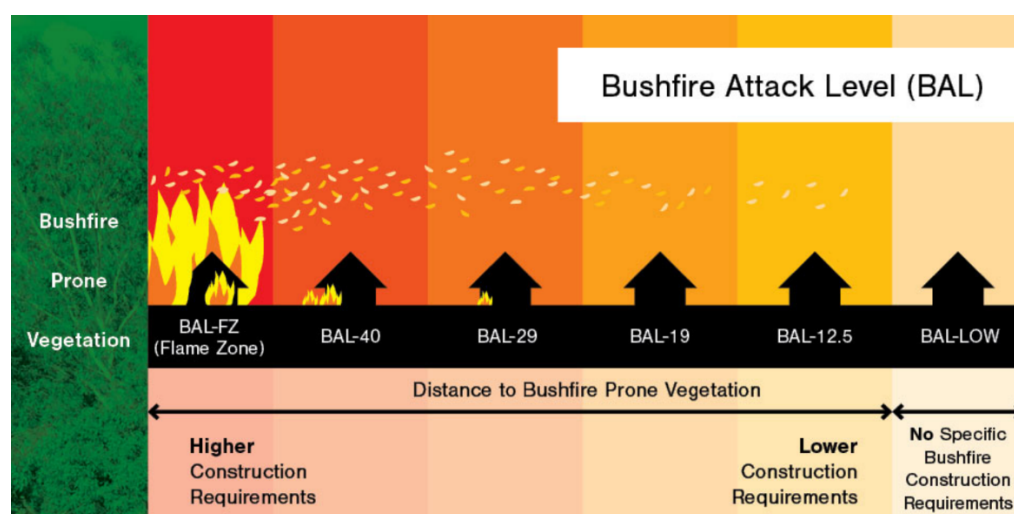 Bushfire Attack Level (BAL)
Bushfire
Prone
Vegetation
BAL-FZ
(Flame Zone)
BAL-40
BAL-29
BAL-19
BAL-12.5
BAL-LOW
Distance to Bushfire Prone Vegetation
Higher
Construction
Requirements
Lower
Construction
Requirements
No Specific
Bushfire
Construction
Requirements